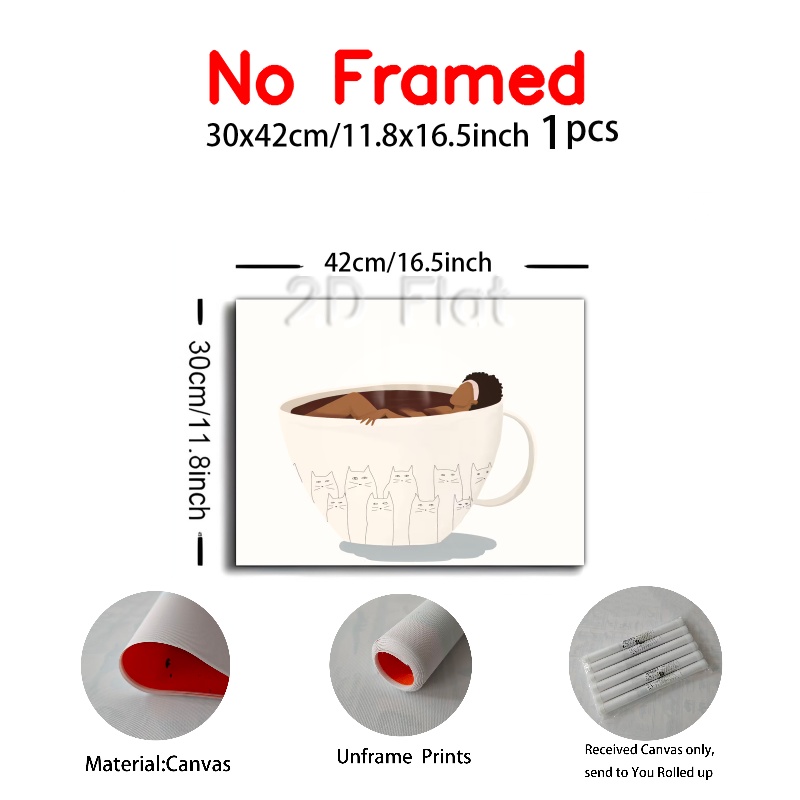 No Framed
30x42cm/11.8x16.5inch 1pcs
42cm/16.5inch
2D Flat
30cm/11.8inch
Material:Canvas
Unframe Prints
Received Canvas only,
send to You Rolled up